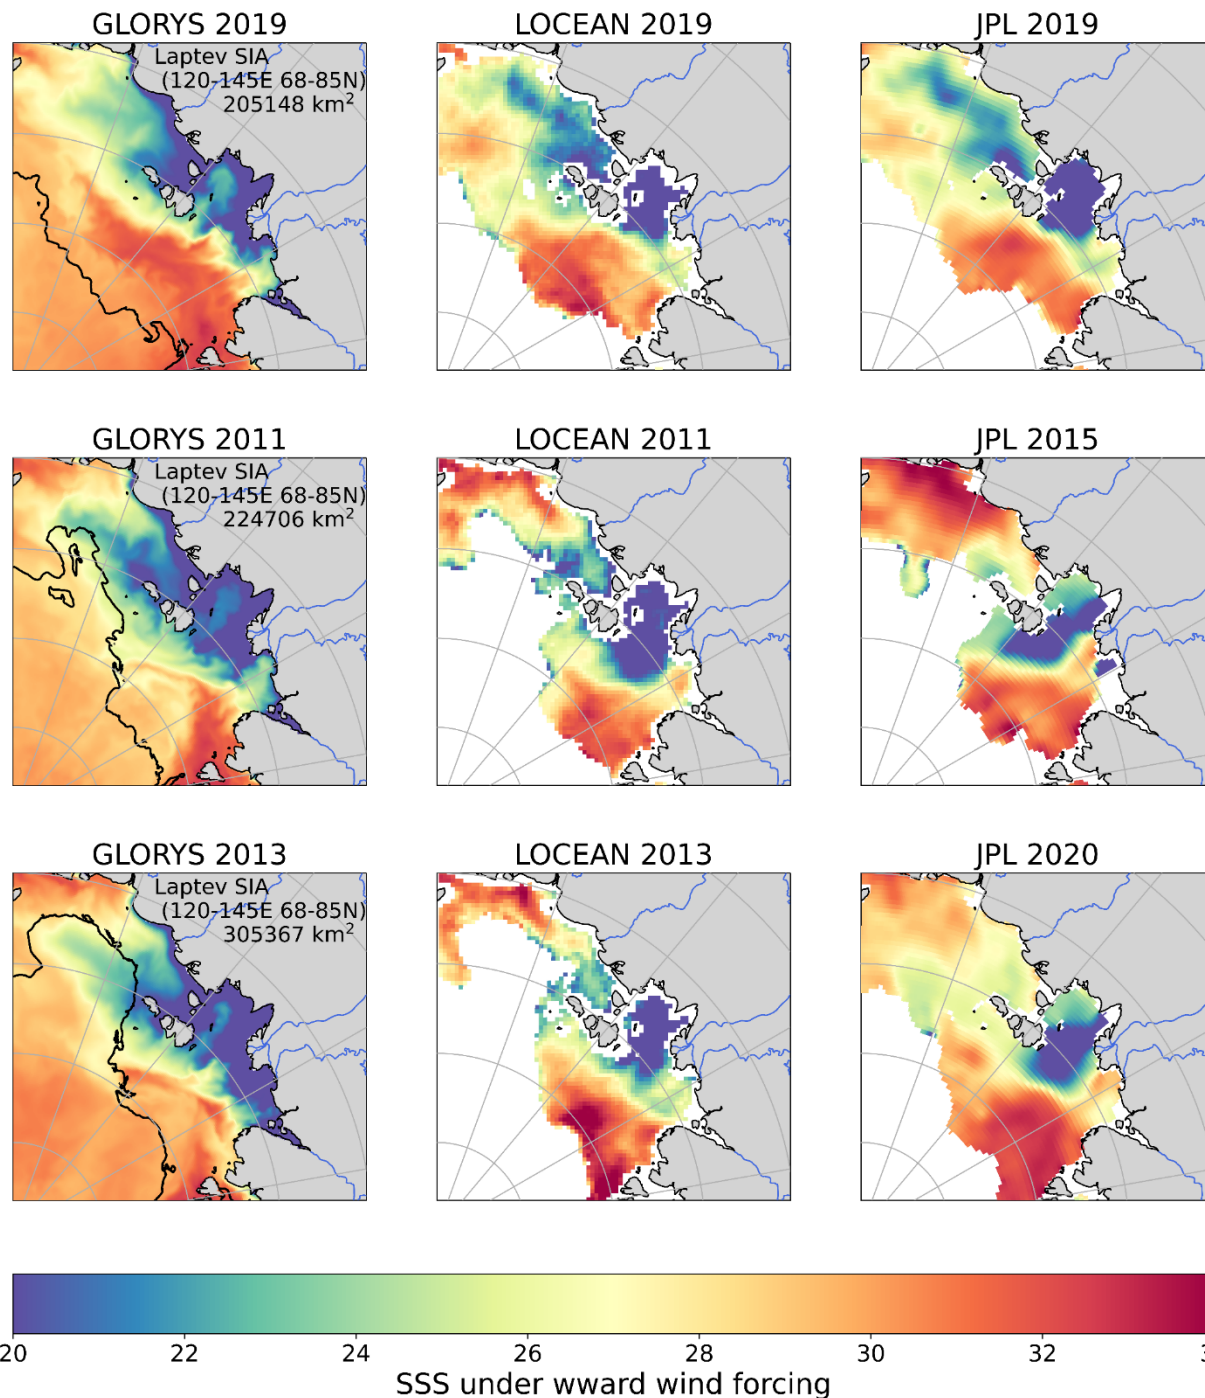 GLORYS 2019
LOCEAN 2019
JPL 2019
Laptev SIA
(120-145E 68-85N)
205148 km²
GLORYS 2011
LOCEAN 2011
JPL 2015
Laptev SIA
(120-145E 68-85N)
224706 km²
GLORYS 2013
LOCEAN 2013
JPL 2020
Laptev SIA
(120-145E 68-85N)
305367 km²
20 22 24 26 28 30 32
SSS under wward wind forcing